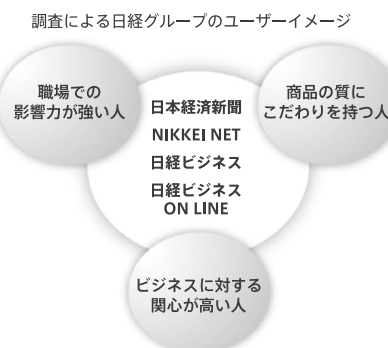 調査による日経グループのユーザーイメージ
職場での
影響力が強い人
商品の質に
こだわりを持つ人
日本経済新聞
NIKKEI NET
日経ビジネス
日経ビジネス
ON LINE
ビジネスに対する
関心が高い人